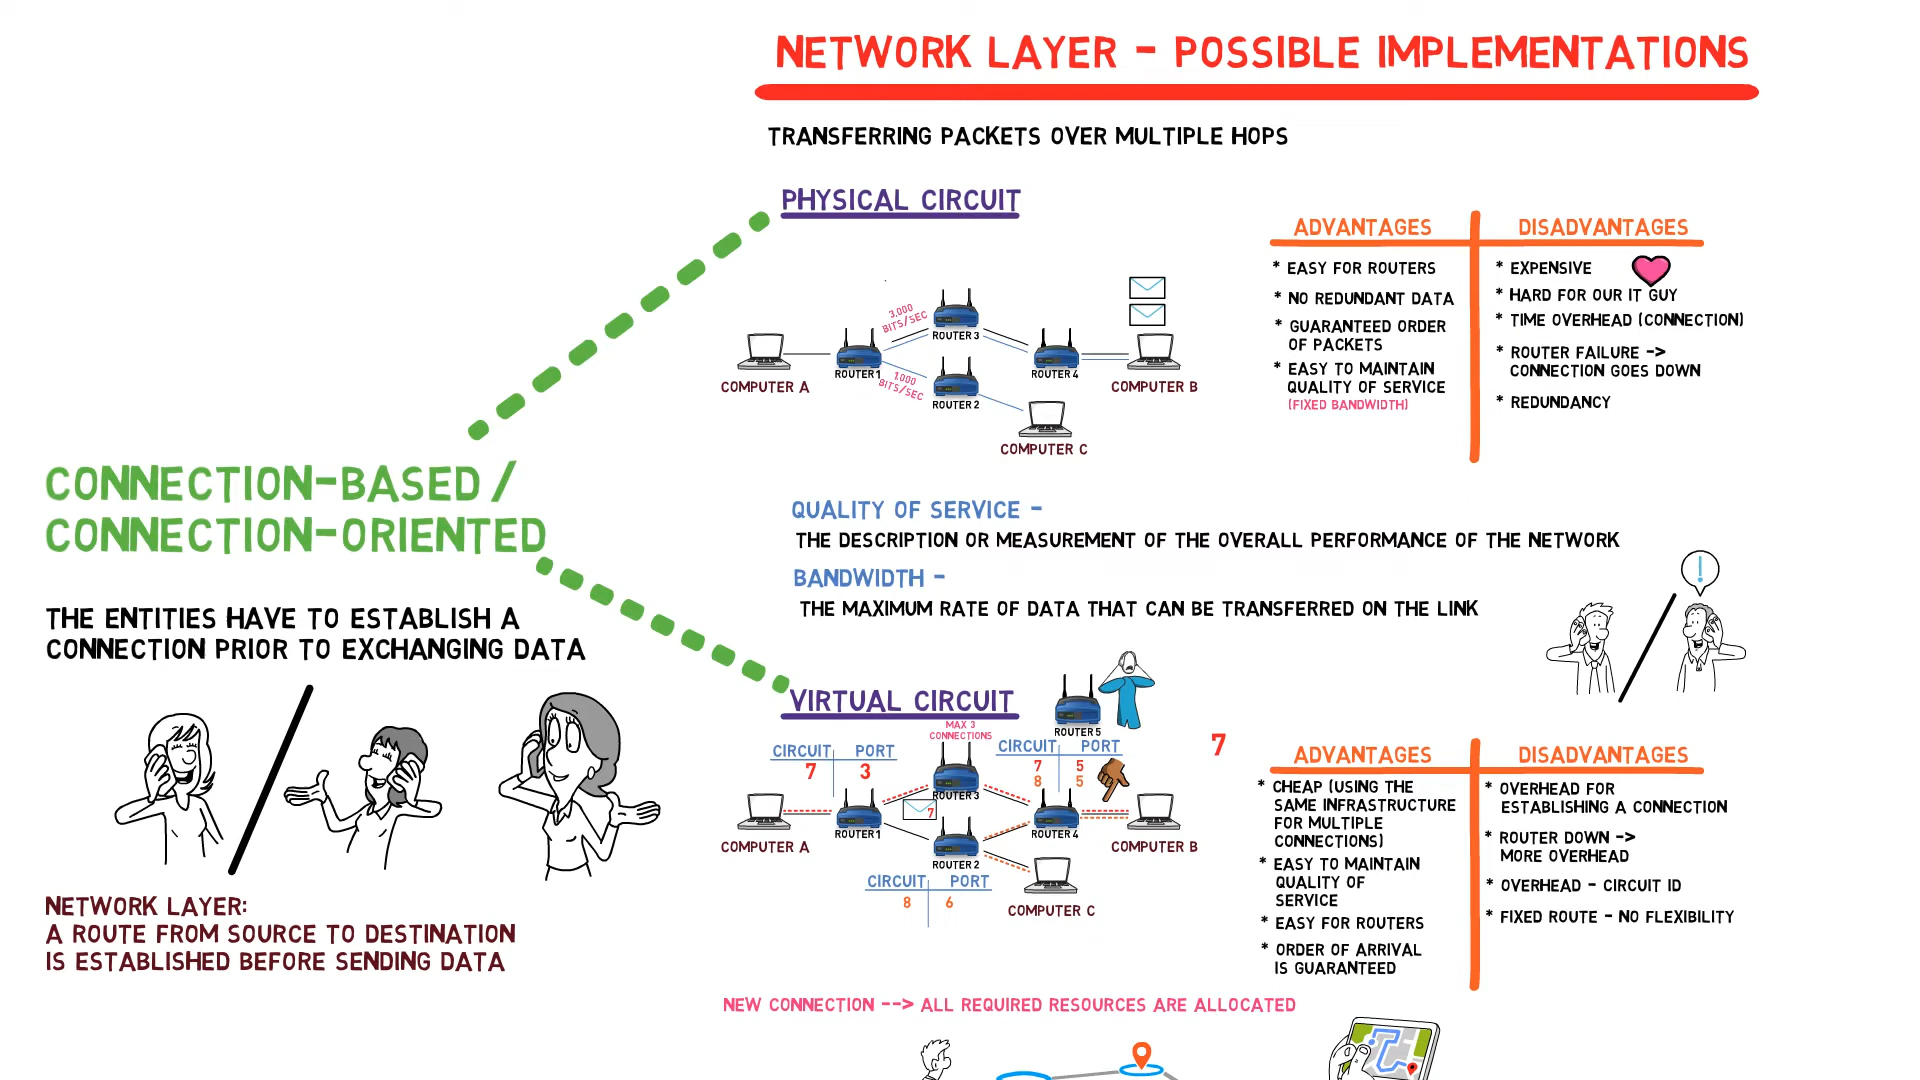 NETWORK LAYER - POSSIBLE IMPLEMENTATIONS
TRANSFERRING PACKETS OVER MULTIPLE HOPS
PHYSICAL CIRCUIT
3,000
BITS/SEC
ROUTER 3
ROUTER 1
ROUTER 4
1,000
BITS/SEC
ROUTER 2
COMPUTER A
COMPUTER B
COMPUTER C
ADVANTAGES
* EASY FOR ROUTERS
* NO REDUNDANT DATA
* GUARANTEED ORDER
OF PACKETS
* EASY TO MAINTAIN
QUALITY OF SERVICE
(FIXED BANDWIDTH)
DISADVANTAGES
* EXPENSIVE
* HARD FOR OUR IT GUY
* TIME OVERHEAD (CONNECTION)
* ROUTER FAILURE ->
CONNECTION GOES DOWN
* REDUNDANCY
CONNECTION-BASED /
CONNECTION-ORIENTED
THE ENTITIES HAVE TO ESTABLISH A
CONNECTION PRIOR TO EXCHANGING DATA
NETWORK LAYER:
A ROUTE FROM SOURCE TO DESTINATION
IS ESTABLISHED BEFORE SENDING DATA
QUALITY OF SERVICE -
THE DESCRIPTION OR MEASUREMENT OF THE OVERALL PERFORMANCE OF THE NETWORK
BANDWIDTH -
THE MAXIMUM RATE OF DATA THAT CAN BE TRANSFERRED ON THE LINK
!
VIRTUAL CIRCUIT
MAX 3
CONNECTIONS
ROUTER 5
CIRCUIT PORT
7 3
CIRCUIT PORT
7 5
8 5
7
ROUTER 3
7
ROUTER 1
ROUTER 4
ROUTER 2
COMPUTER A
COMPUTER B
CIRCUIT PORT
8 6
COMPUTER C
ADVANTAGES
* CHEAP (USING THE
SAME INFRASTRUCTURE
FOR MULTIPLE
CONNECTIONS)
* EASY TO MAINTAIN
QUALITY OF
SERVICE
* EASY FOR ROUTERS
* ORDER OF ARRIVAL
IS GUARANTEED
DISADVANTAGES
* OVERHEAD FOR
ESTABLISHING A CONNECTION
* ROUTER DOWN ->
MORE OVERHEAD
* OVERHEAD - CIRCUIT ID
* FIXED ROUTE - NO FLEXIBILITY
NEW CONNECTION --> ALL REQUIRED RESOURCES ARE ALLOCATED